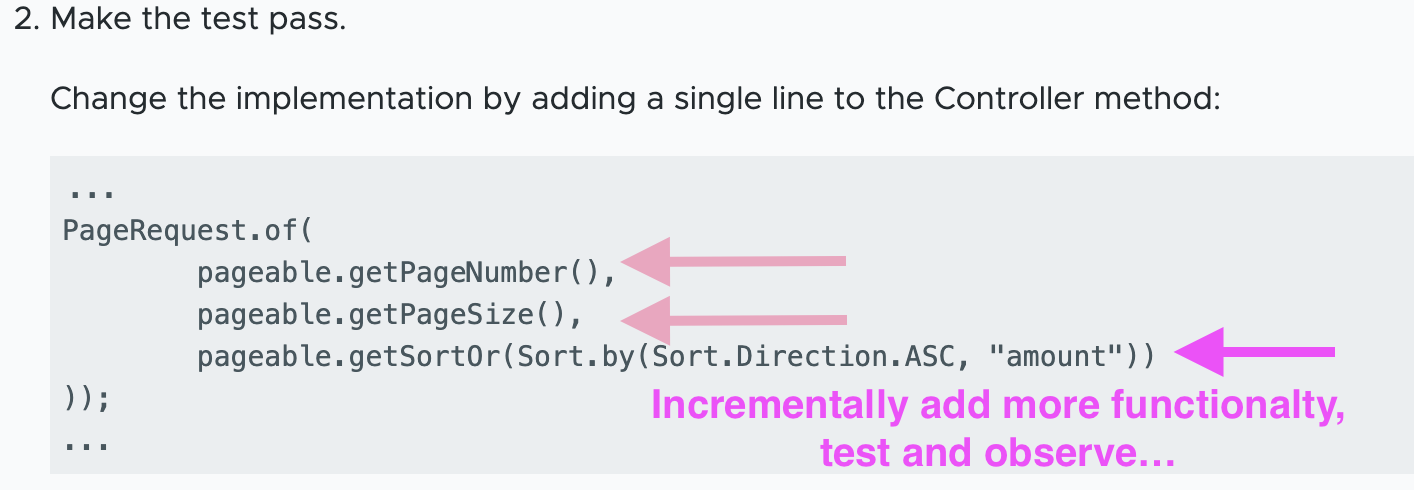 2. Make the test pass.
Change the implementation by adding a single line to the Controller method:
...
PageRequest.of(
        pageable.getPageNumber(),
        pageable.getPageSize(),
        pageable.getSortOr(Sort.by(Sort.Direction.ASC, "amount"))
));
...
Incrementally add more functionalty,
test and observe...